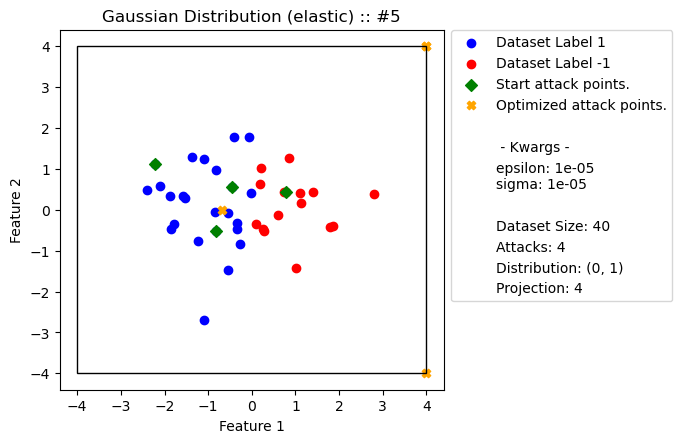 Gaussian Distribution (elastic) :: #5
Feature 2
4
3
2
1
0
−1
−2
−3
−4
−4 −3 −2 −1 0 1 2 3 4
Feature 1
Dataset Label 1
Dataset Label -1
Start attack points.
Optimized attack points.
- Kwargs -
epsilon: 1e-05
sigma: 1e-05
Dataset Size: 40
Attacks: 4
Distribution: (0, 1)
Projection: 4